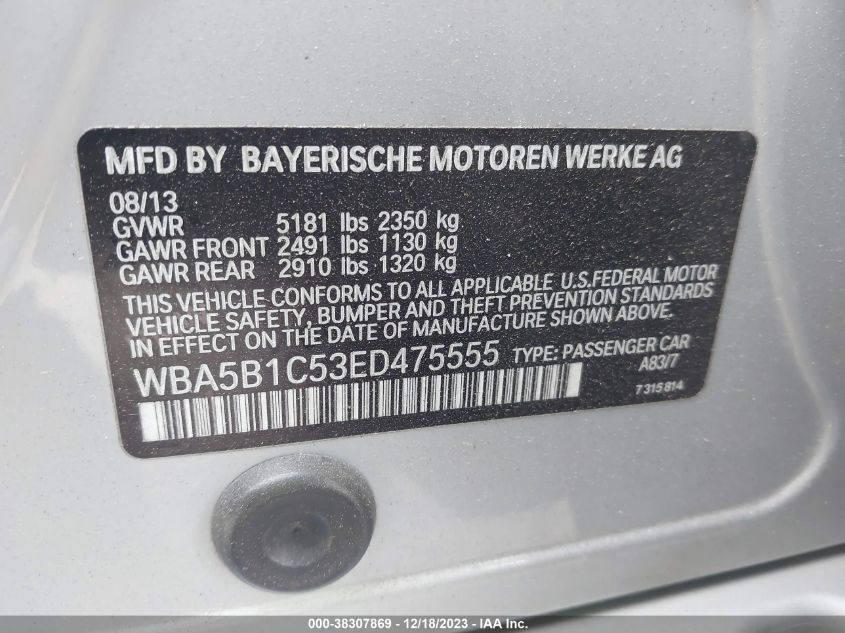 MFD BY BAYERISCHE MOTOREN WERKE AG
08/13
GVWR 5181 lbs 2350 kg
GAWR FRONT 2491 lbs 1130 kg
GAWR REAR 2910 lbs 1320 kg
THIS VEHICLE CONFORMS TO ALL APPLICABLE U.S.FEDERAL MOTOR
VEHICLE SAFETY, BUMPER AND THEFT PREVENTION STANDARDS
IN EFFECT ON THE DATE OF MANUFACTURE SHOWN ABOVE.
WBA5B1C53ED475555 TYPE: PASSENGER CAR
A83/7
7 315 814
000-38307869 - 12/18/2023 - IAA Inc.